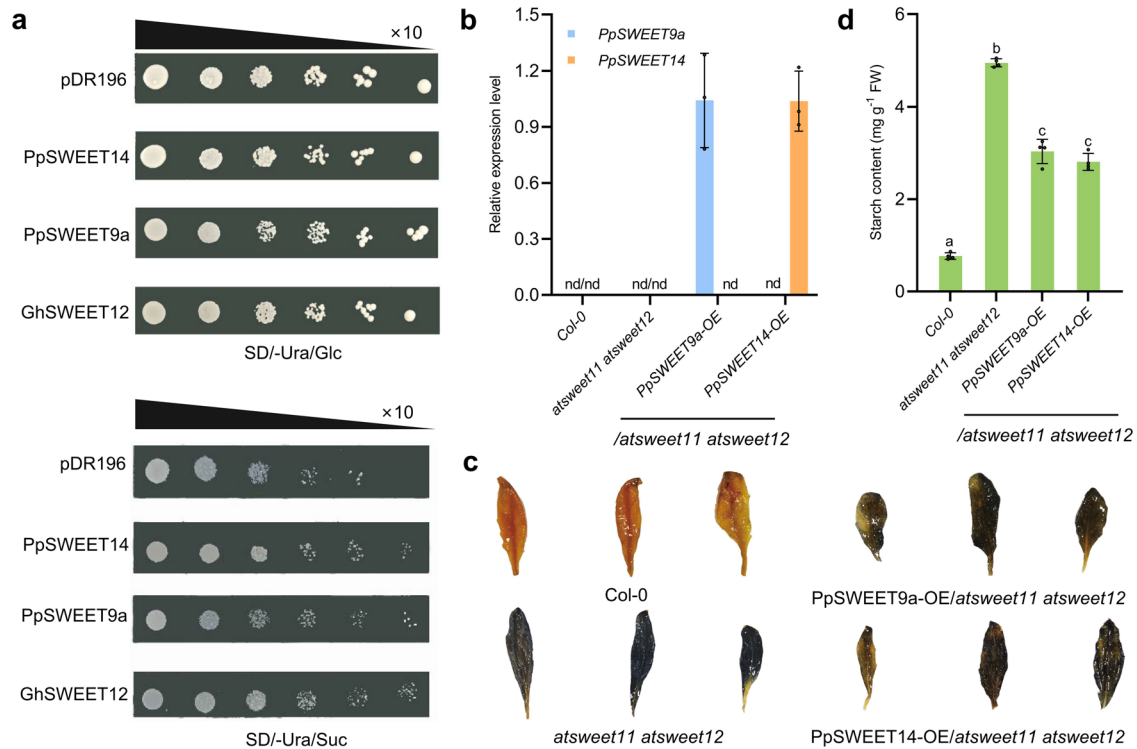 a
×10
pDR196
PpSWEET14
PpSWEET9a
GhSWEET12
SD/-Ura/Glc
×10
pDR196
PpSWEET14
PpSWEET9a
GhSWEET12
SD/-Ura/Suc
b
Relative expression level
1.5
1.2
0.9
0.6
0.3
0.0
PpSWEET9a
PpSWEET14
nd/nd
nd/nd
nd
nd
Col-0
atsweet11 atsweet12
PpSWEET9a-OE
PpSWEET14-OE
/atsweet11 atsweet12
d
Starch content (mg g-1 FW)
6
4
2
0
a
b
c
c
Col-0
atsweet11 atsweet12
PpSWEET9a-OE
PpSWEET14-OE
/atsweet11 atsweet12
c
Col-0
PpSWEET9a-OE/atsweet11 atsweet12
atsweet11 atsweet12
PpSWEET14-OE/atsweet11 atsweet12